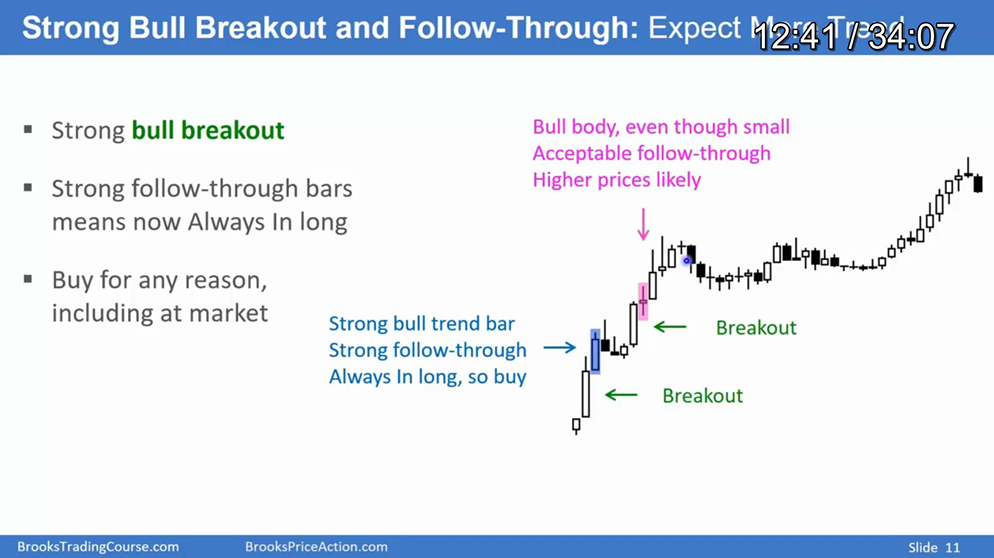 Strong Bull Breakout and Follow-Through: Expect More Trend
12:41 / 34:07
Strong bull breakout
Strong follow-through bars
means now Always In long
Buy for any reason,
including at market
Bull body, even though small
Acceptable follow-through
Higher prices likely
Strong bull trend bar
Strong follow-through
Always In long, so buy
Breakout
Breakout
BrooksTradingCourse.com
BrooksPriceAction.com
Slide 11